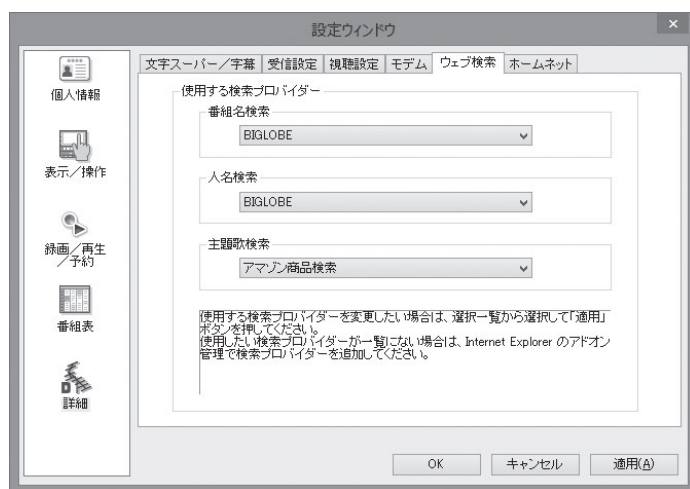 設定ウィンドウ
×
個人情報
表示／操作
録画／再生
／予約
番組表
詳細
文字スーパー／字幕 受信設定 視聴設定 モデム ウェブ検索 ホームネット
使用する検索プロバイダー
番組名検索
BIGLOBE
人名検索
BIGLOBE
主題歌検索
アマゾン商品検索
使用する検索プロバイダーを変更したい場合は、選択一覧から選択して「適用」
ボタンを押してください。
使用したい検索プロバイダーが一覧にない場合は、Internet Explorer のアドオン
管理で検索プロバイダーを追加してください。
OK キャンセル 適用(A)